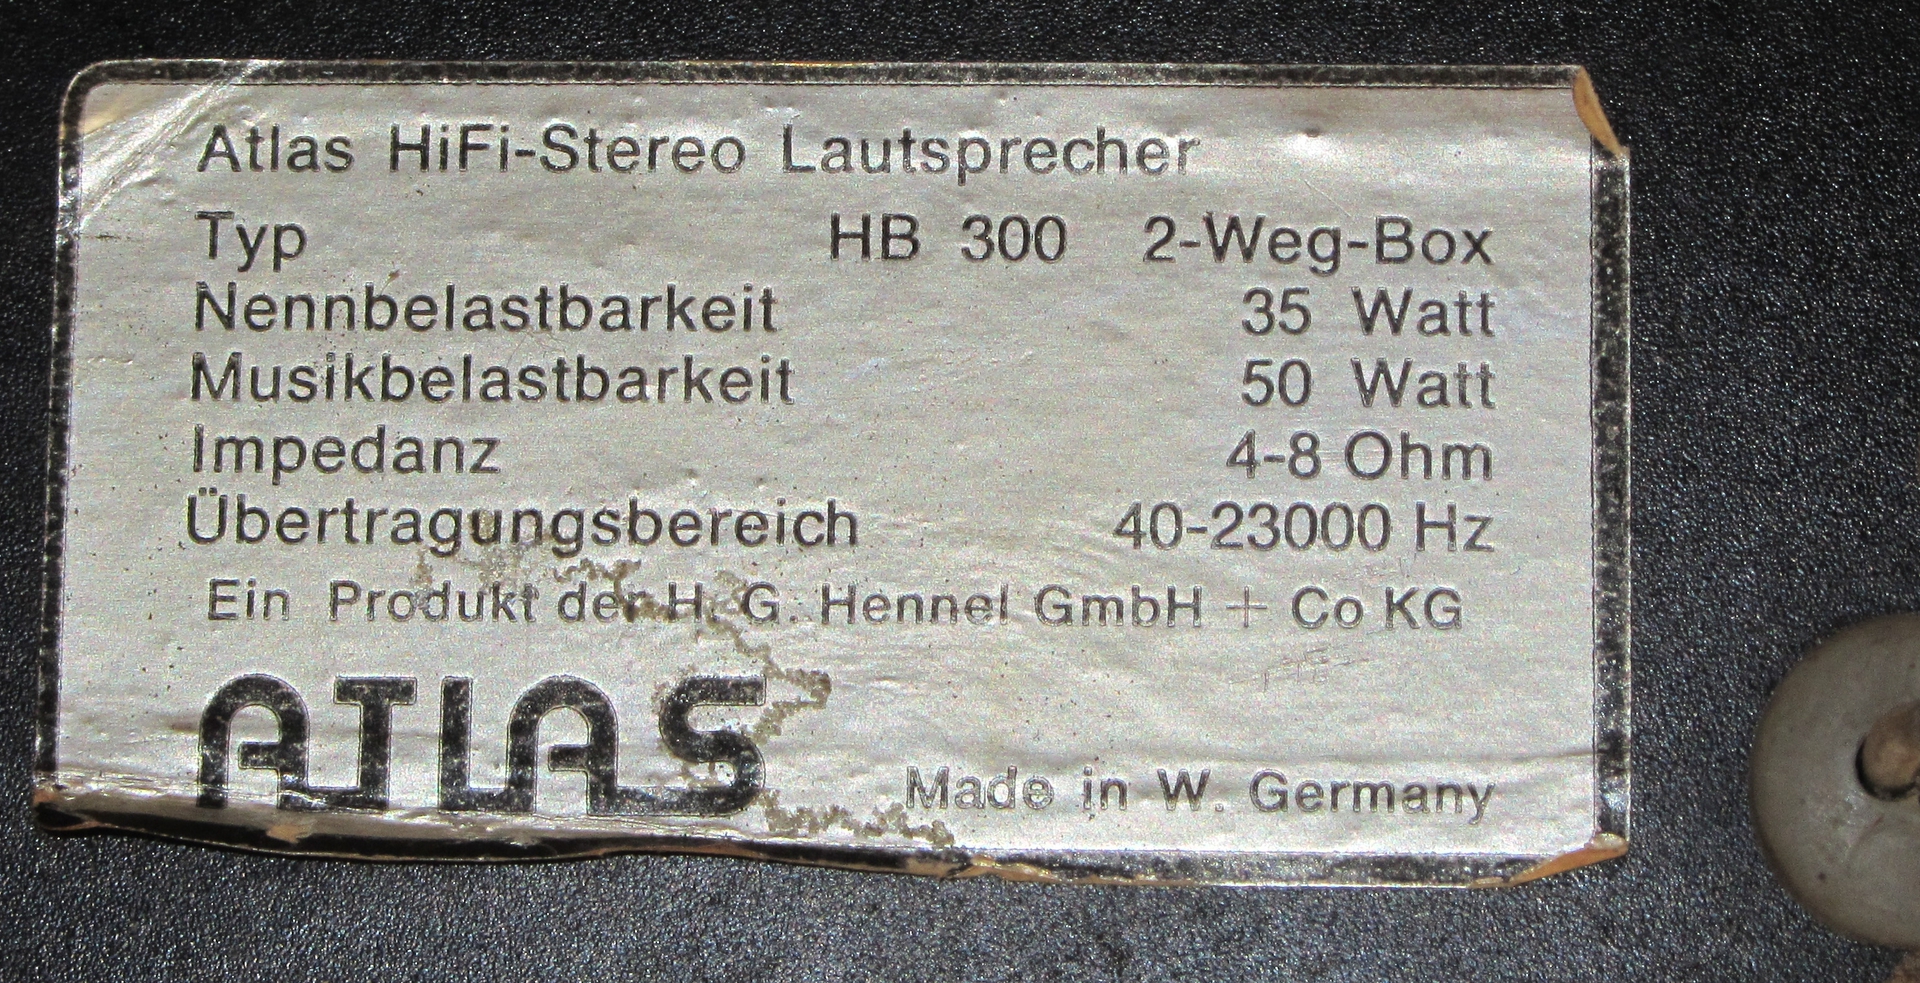 Atlas HiFi-Stereo Lautsprecher
Typ HB 300 2-Weg-Box
Nennbelastbarkeit 35 Watt
Musikbelastbarkeit 50 Watt
Impedanz 4-8 Ohm
Übertragungsbereich 40-23000 Hz
Ein Produkt der H. G. Hennel GmbH + Co KG
ATLAS
Made in W. Germany